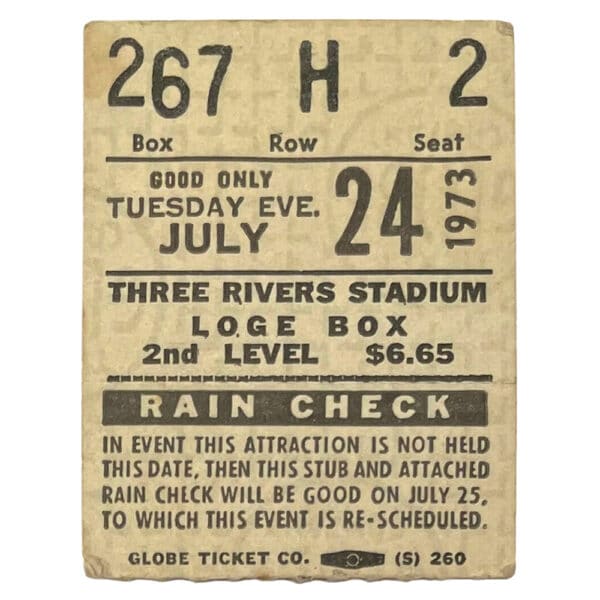 267 H 2
Box Row Seat
GOOD ONLY
TUESDAY EVE.
JULY 24 1973
THREE RIVERS STADIUM
LOGE BOX
2nd LEVEL $6.65
RAIN CHECK
IN EVENT THIS ATTRACTION IS NOT HELD
THIS DATE, THEN THIS STUB AND ATTACHED
RAIN CHECK WILL BE GOOD ON JULY 25,
TO WHICH THIS EVENT IS RE-SCHEDULED.
GLOBE TICKET CO. (S) 260